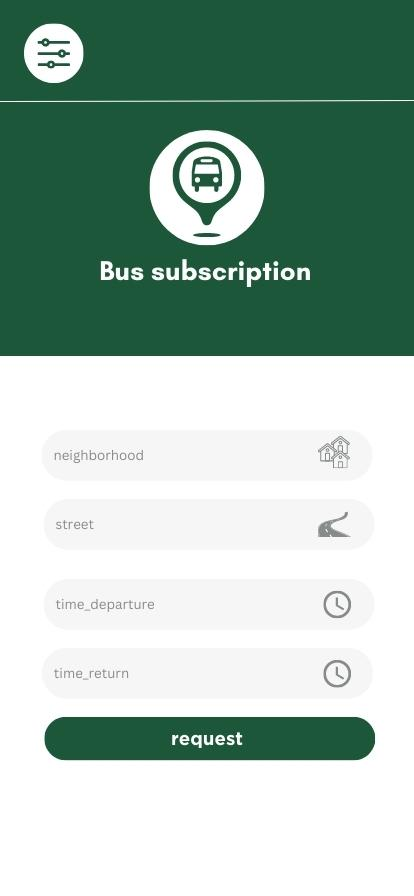 Bus subscription
neighborhood
street
time_departure
time_return
request